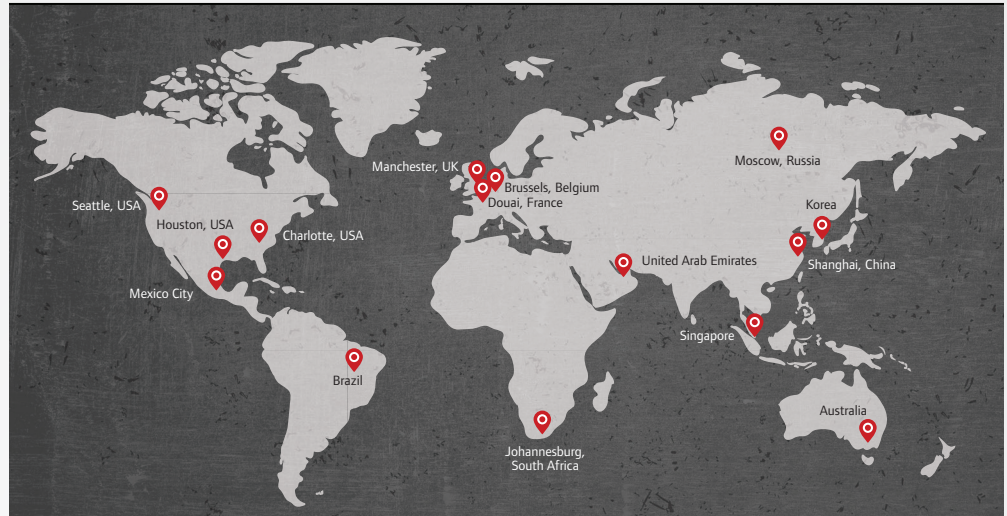 Manchester, UK
Moscow, Russia
Brussels, Belgium
Douai, France
Seattle, USA
Korea
Houston, USA
Charlotte, USA
United Arab Emirates
Shanghai, China
Mexico City
Singapore
Brazil
Australia
Johannesburg,
South Africa